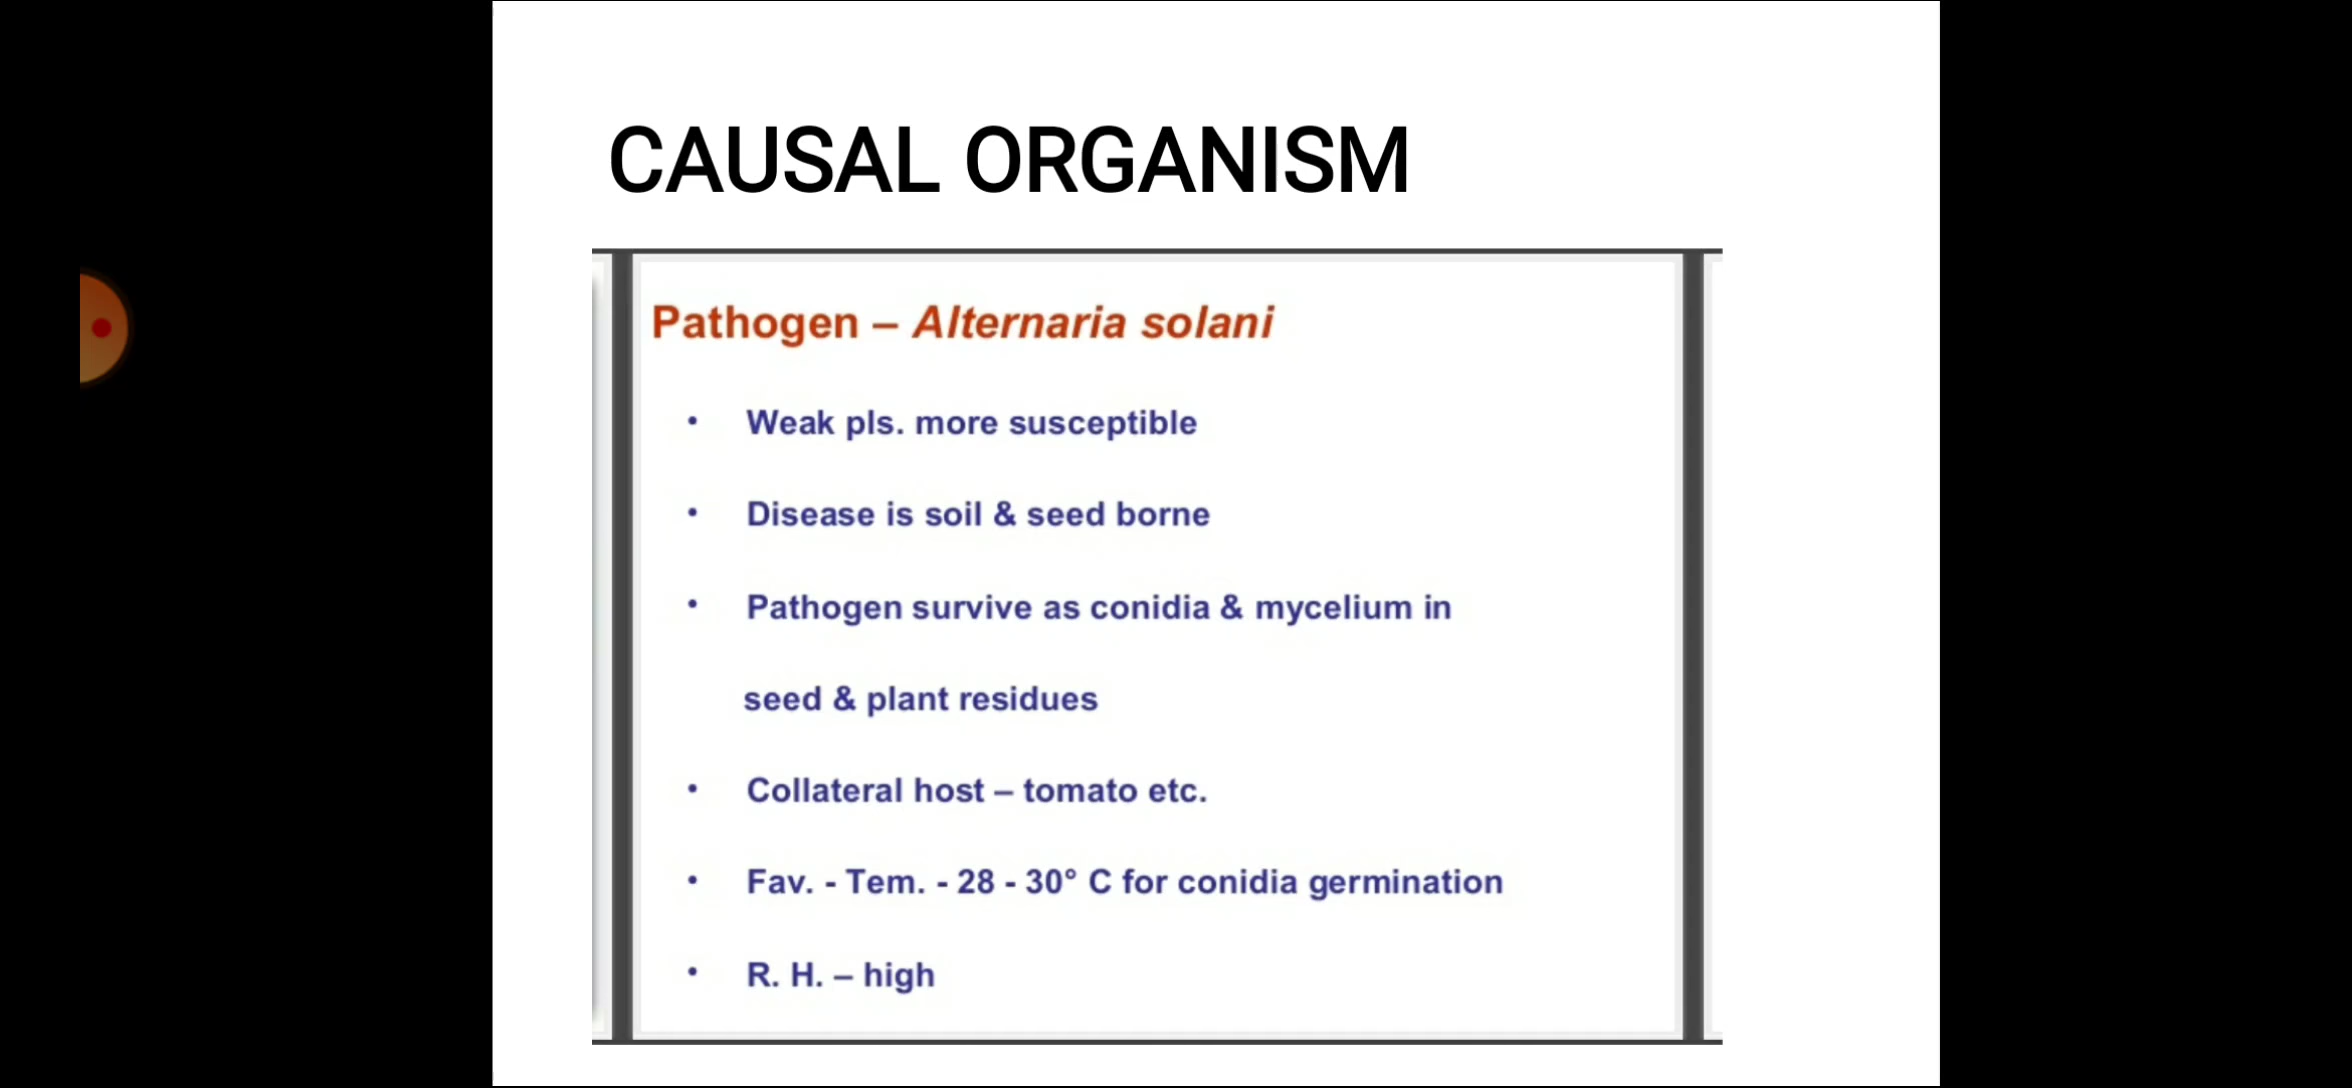 CAUSAL ORGANISM
Pathogen – Alternaria solani
• Weak pls. more susceptible
• Disease is soil & seed borne
• Pathogen survive as conidia & mycelium in
seed & plant residues
• Collateral host – tomato etc.
• Fav. - Tem. - 28 - 30° C for conidia germination
• R. H. – high